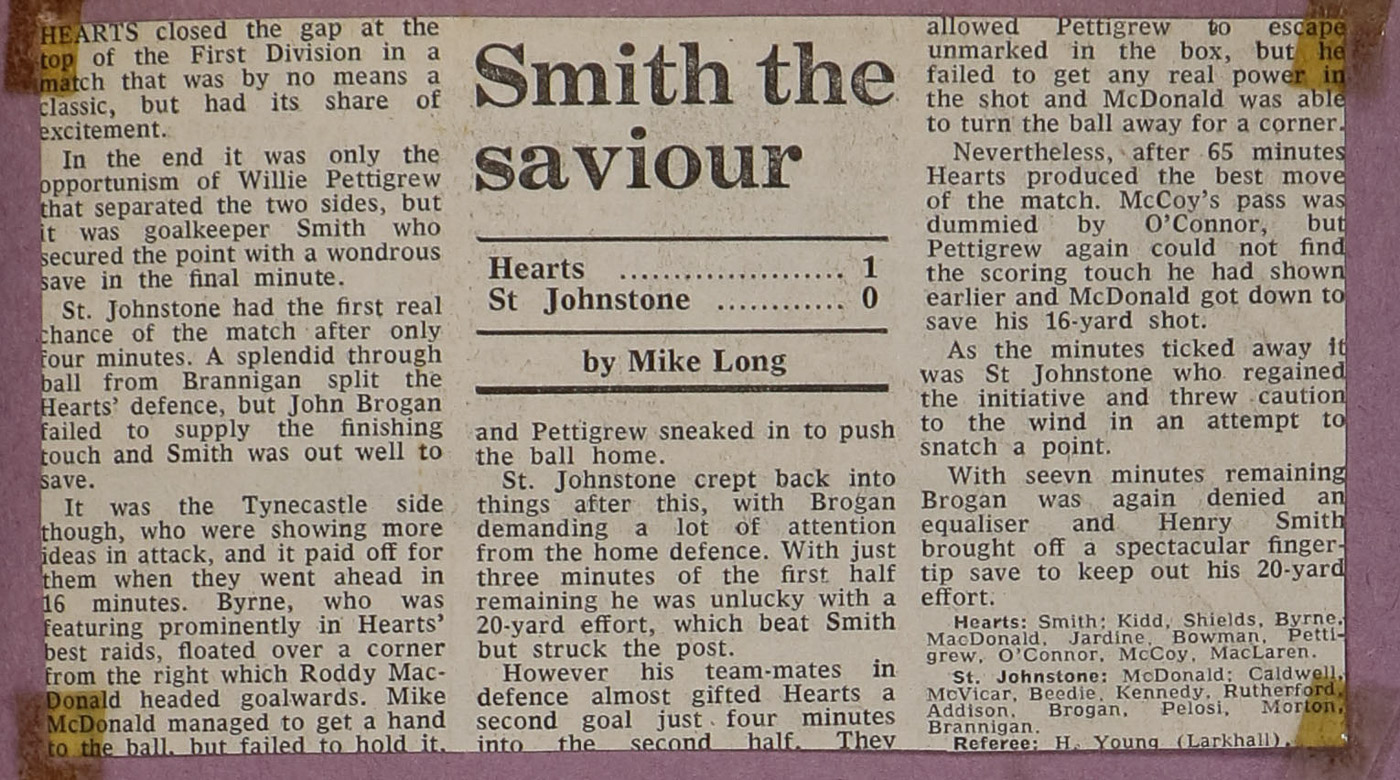 HEARTS closed the gap at the
top of the First Division in a
match that was by no means a
classic, but had its share of
excitement.
In the end it was only the
opportunism of Willie Pettigrew
that separated the two sides, but
it was goalkeeper Smith who
secured the point with a wondrous
save in the final minute.
St. Johnstone had the first real
chance of the match after only
four minutes. A splendid through
ball from Brannigan split the
Hearts' defence, but John Brogan
failed to supply the finishing
touch and Smith was out well to
save.
It was the Tynecastle side
though, who were showing more
ideas in attack, and it paid off for
them when they went ahead in
16 minutes. Byrne, who was
featuring prominently in Hearts'
best raids, floated over a corner
from the right which Roddy Mac-
Donald headed goalwards. Mike
McDonald managed to get a hand
to the ball, but failed to hold it,
Smith the
saviour
Hearts ..................... 1
St Johnstone ............ 0
by Mike Long
and Pettigrew sneaked in to push
the ball home.
St. Johnstone crept back into
things after this, with Brogan
demanding a lot of attention
from the home defence. With just
three minutes of the first half
remaining he was unlucky with a
20-yard effort, which beat Smith
but struck the post.
However his team-mates in
defence almost gifted Hearts a
second goal just four minutes
into the second half. They
allowed Pettigrew to escape
unmarked in the box, but he
failed to get any real power in
the shot and McDonald was able
to turn the ball away for a corner.
Nevertheless, after 65 minutes
Hearts produced the best move
of the match. McCoy's pass was
dummied by O'Connor, but
Pettigrew again could not find
the scoring touch he had shown
earlier and McDonald got down to
save his 16-yard shot.
As the minutes ticked away it
was St Johnstone who regained
the initiative and threw caution
to the wind in an attempt to
snatch a point.
With seevn minutes remaining
Brogan was again denied an
equaliser and Henry Smith
brought off a spectacular finger-
tip save to keep out his 20-yard
effort.
Hearts: Smith; Kidd, Shields, Byrne,
MacDonald, Jardine, Bowman, Petti-
grew, O'Connor, McCoy, MacLaren.
St. Johnstone: McDonald; Caldwell,
McVicar, Beedie, Kennedy, Rutherford,
Addison, Brogan, Pelosi, Morton,
Brannigan.
Referee: H. Young (Larkhall).